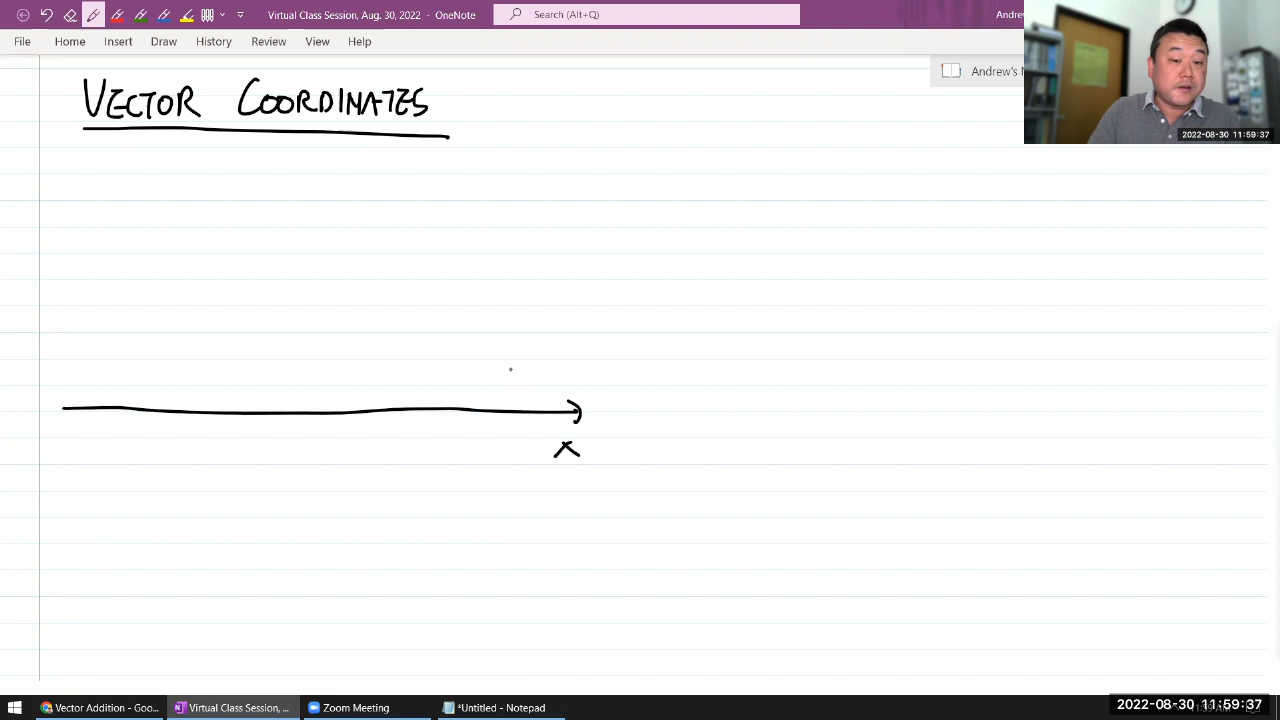 Virtual Class Session, Aug. 30, 2022 - OneNote
Search (Alt+Q)
Andrew
File Home Insert Draw History Review View Help
Andrew's N
2022-08-30 11:59:37
VECTOR COORDINATES
x
Vector Addition - Goo...
Virtual Class Session, ...
Zoom Meeting
*Untitled - Notepad
2022-08-30 11:59:37